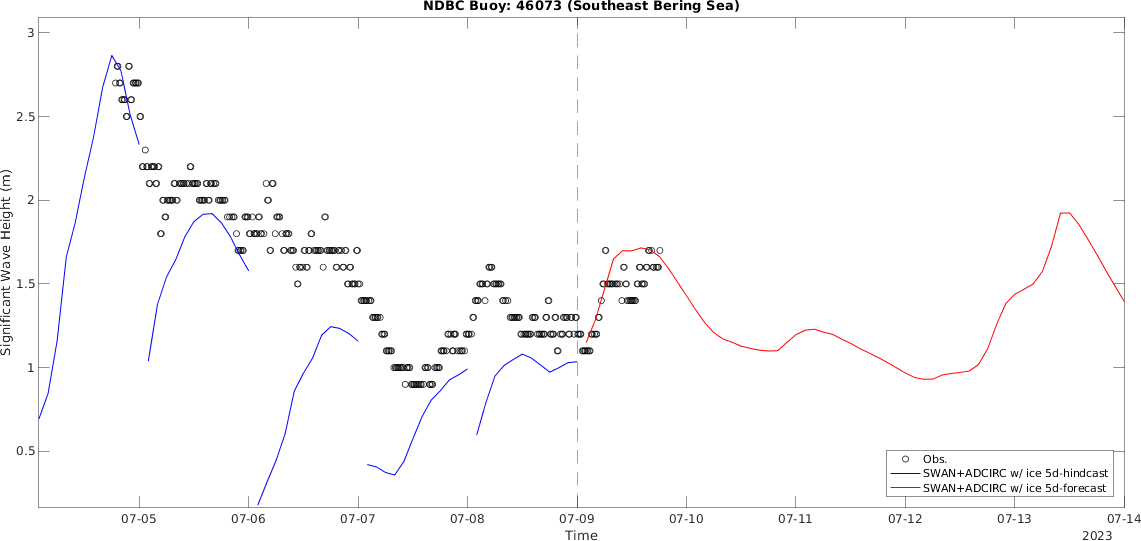 NDBC Buoy: 46073 (Southeast Bering Sea)
3
2.5
2
1.5
1
0.5
Significant Wave Height (m)
07-05 07-06 07-07 07-08 07-09 07-10 07-11 07-12 07-13 07-14
Time
2023
Obs.
SWAN+ADCIRC w/ ice 5d-hindcast
SWAN+ADCIRC w/ ice 5d-forecast